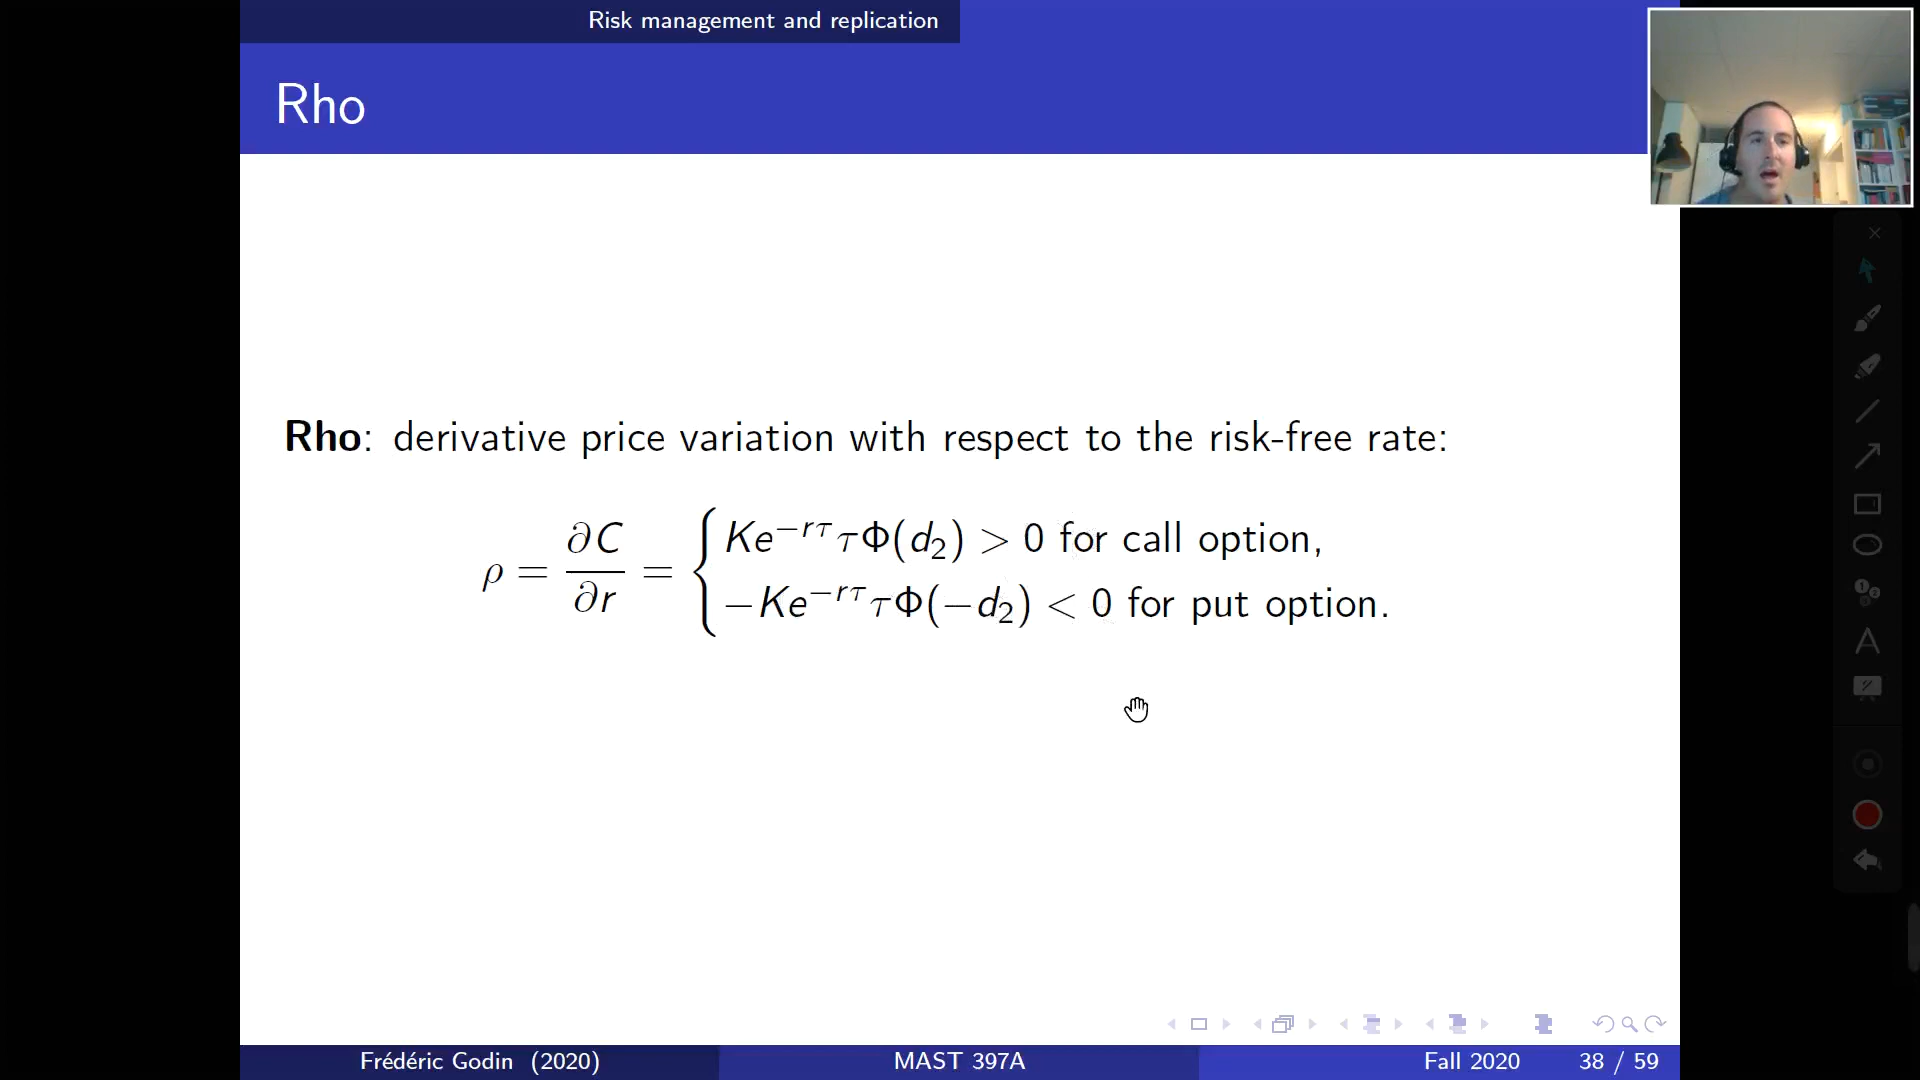 Risk management and replication
Rho
Rho: derivative price variation with respect to the risk-free rate:
ρ = ∂C/∂r = { Ke^{−rτ}τΦ(d₂) > 0 for call option,
−Ke^{−rτ}τΦ(−d₂) < 0 for put option.
Frédéric Godin (2020) MAST 397A Fall 2020 38 / 59